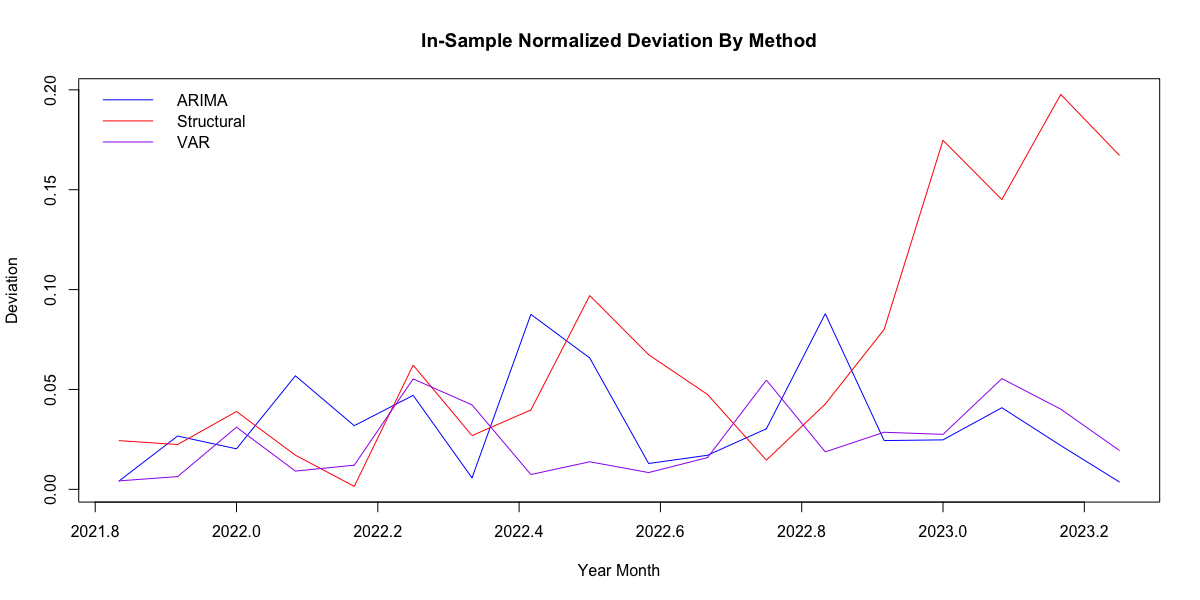 In-Sample Normalized Deviation By Method
ARIMA
Structural
VAR
Deviation
0.20
0.15
0.10
0.05
0.00
2021.8 2022.0 2022.2 2022.4 2022.6 2022.8 2023.0 2023.2
Year Month